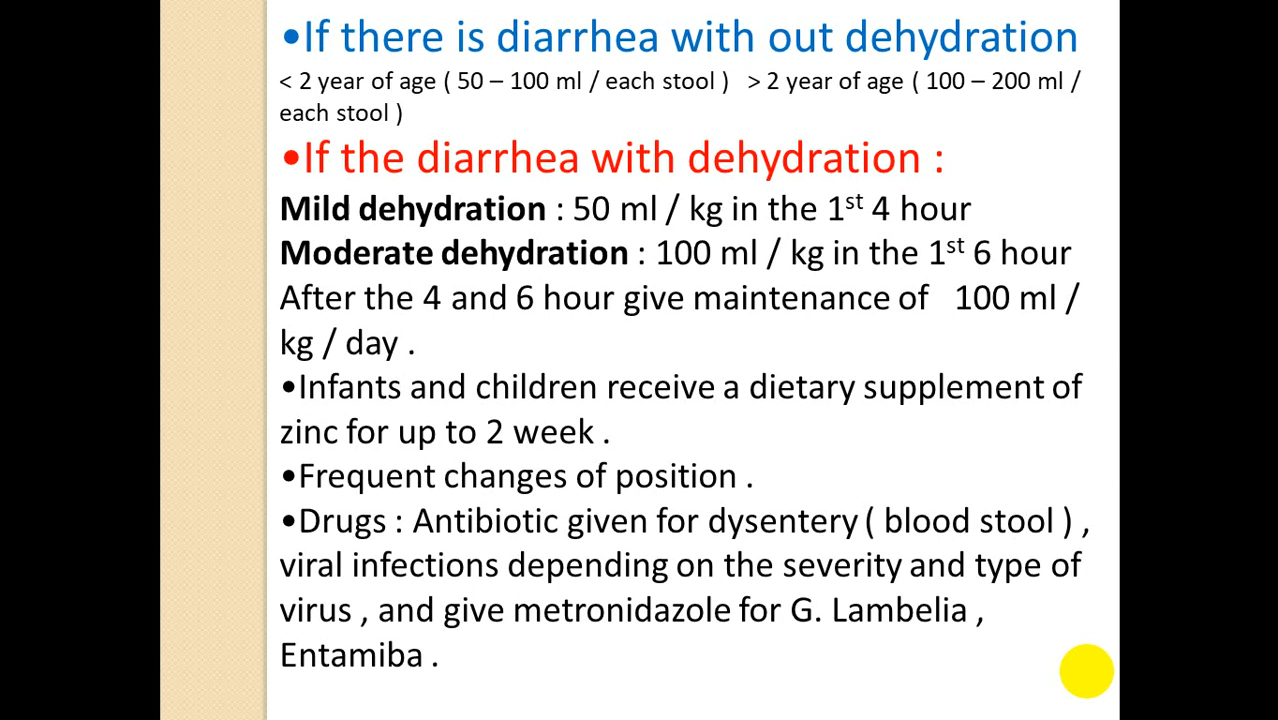 •If there is diarrhea with out dehydration
< 2 year of age ( 50 – 100 ml / each stool )   > 2 year of age ( 100 – 200 ml /
each stool )
•If the diarrhea with dehydration :
Mild dehydration : 50 ml / kg in the 1st 4 hour
Moderate dehydration : 100 ml / kg in the 1st 6 hour
After the 4 and 6 hour give maintenance of   100 ml /
kg / day .
•Infants and children receive a dietary supplement of
zinc for up to 2 week .
•Frequent changes of position .
•Drugs : Antibiotic given for dysentery ( blood stool ) ,
viral infections depending on the severity and type of
virus , and give metronidazole for G. Lambelia ,
Entamiba .